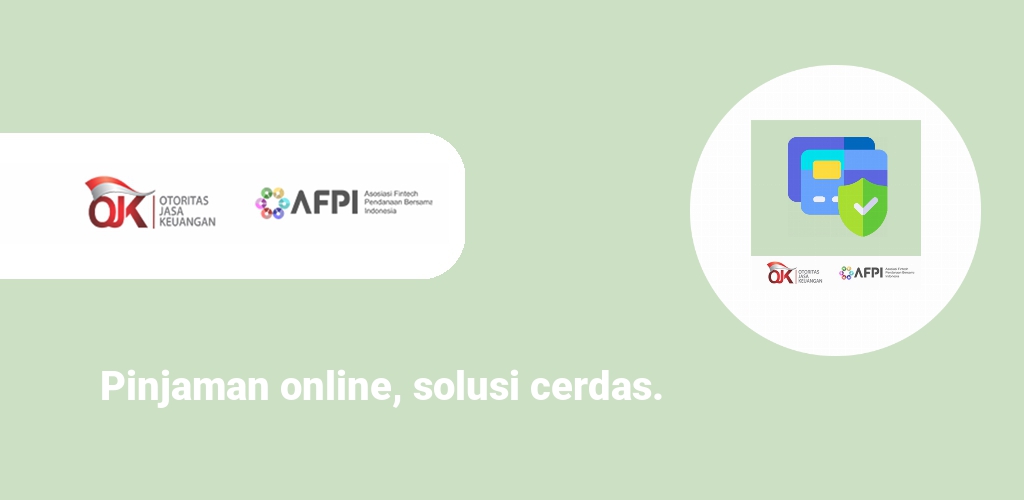 OJK
OTORITAS
JASA
KEUANGAN
AFPI
Asosiasi Fintech
Pendanaan Bersama
Indonesia
OJK
OTORITAS
JASA
KEUANGAN
AFPI
Asosiasi Fintech
Pendanaan Bersama
Indonesia
Pinjaman online, solusi cerdas.